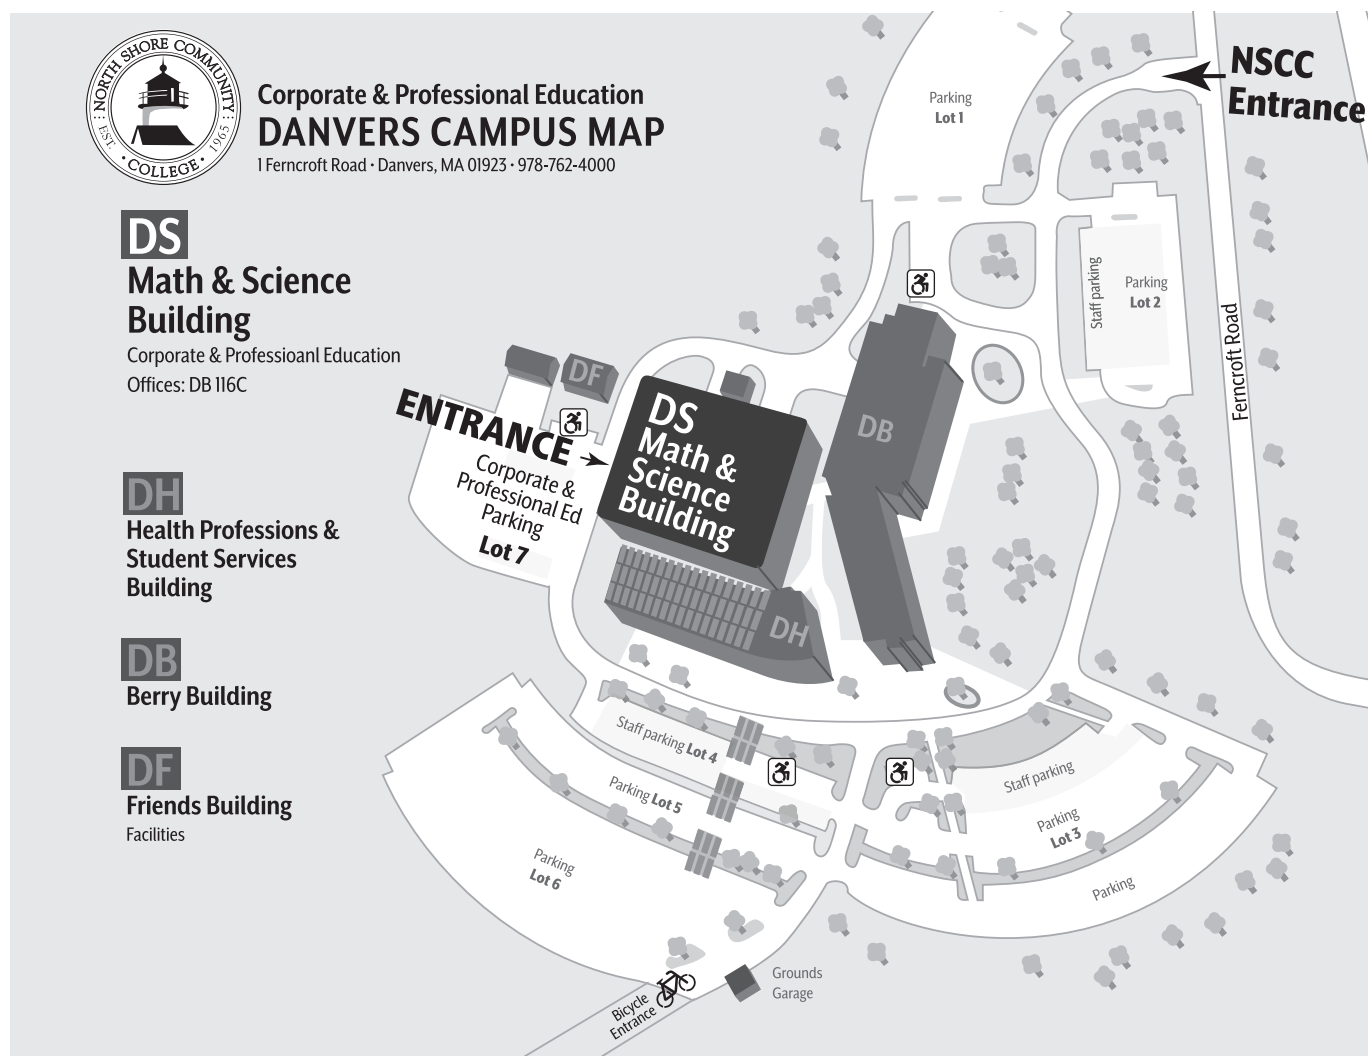 NORTH SHORE COMMUNITY
EST.
1965
• COLLEGE •
Corporate & Professional Education
DANVERS CAMPUS MAP
1 Ferncroft Road • Danvers, MA 01923 • 978-762-4000
DS
Math & Science
Building
Corporate & Professioanl Education
Offices: DB 116C
DH
Health Professions &
Student Services
Building
DB
Berry Building
DF
Friends Building
Facilities
NSCC
Entrance
Parking
Lot 1
Staff parking
Parking
Lot 2
Ferncroft Road
DF
ENTRANCE
Corporate &
Professional Ed
Parking
Lot 7
DS
Math &
Science
Building
DB
DH
Staff parking Lot 4
Parking Lot 5
Parking
Lot 6
Staff parking
Parking
Lot 3
Parking
Grounds
Garage
Bicycle
Entrance